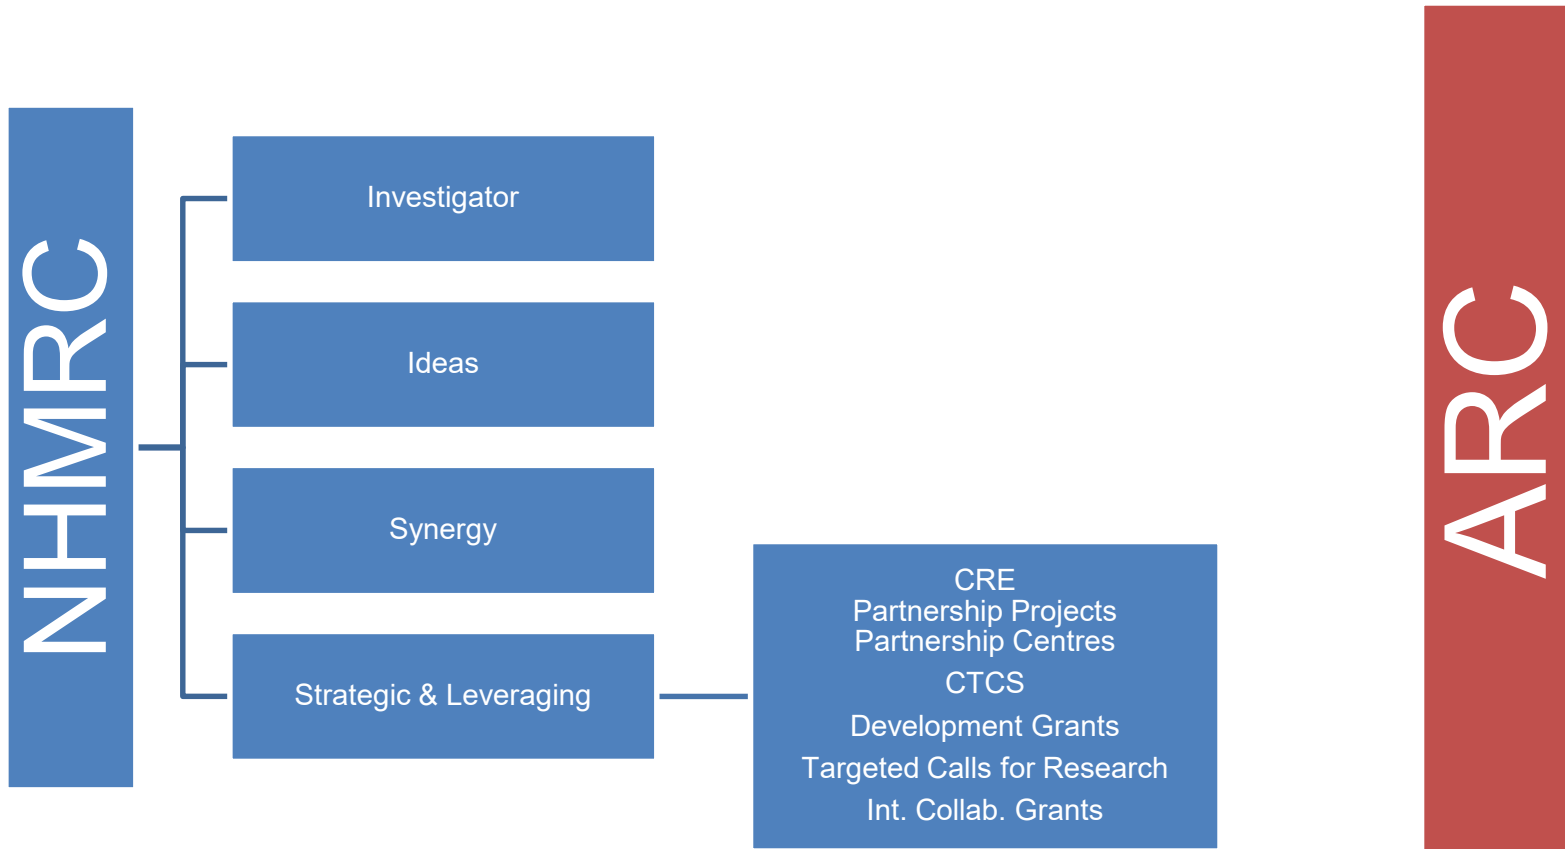 NHMRC
Investigator
Ideas
Synergy
Strategic & Leveraging
CRE
Partnership Projects
Partnership Centres
CTCS
Development Grants
Targeted Calls for Research
Int. Collab. Grants
ARC